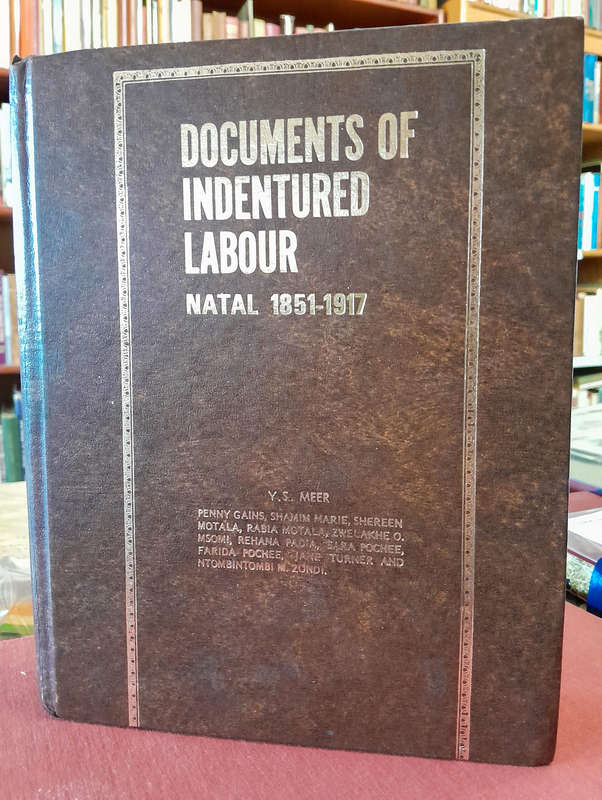 DOCUMENTS OF
INDENTURED
LABOUR
NATAL 1851-1917
Y.S. MEER
PENNY GAINS, SHAMIM MARIE, SHEREEN
MOTALA, RABIA MOTALA, ZWELAKHE O.
MSOMI, REHANA PADIA, SARA POCHEE,
FARIDA POCHEE, JANE TURNER AND
NTOMBINTOMBI M. ZONDI.